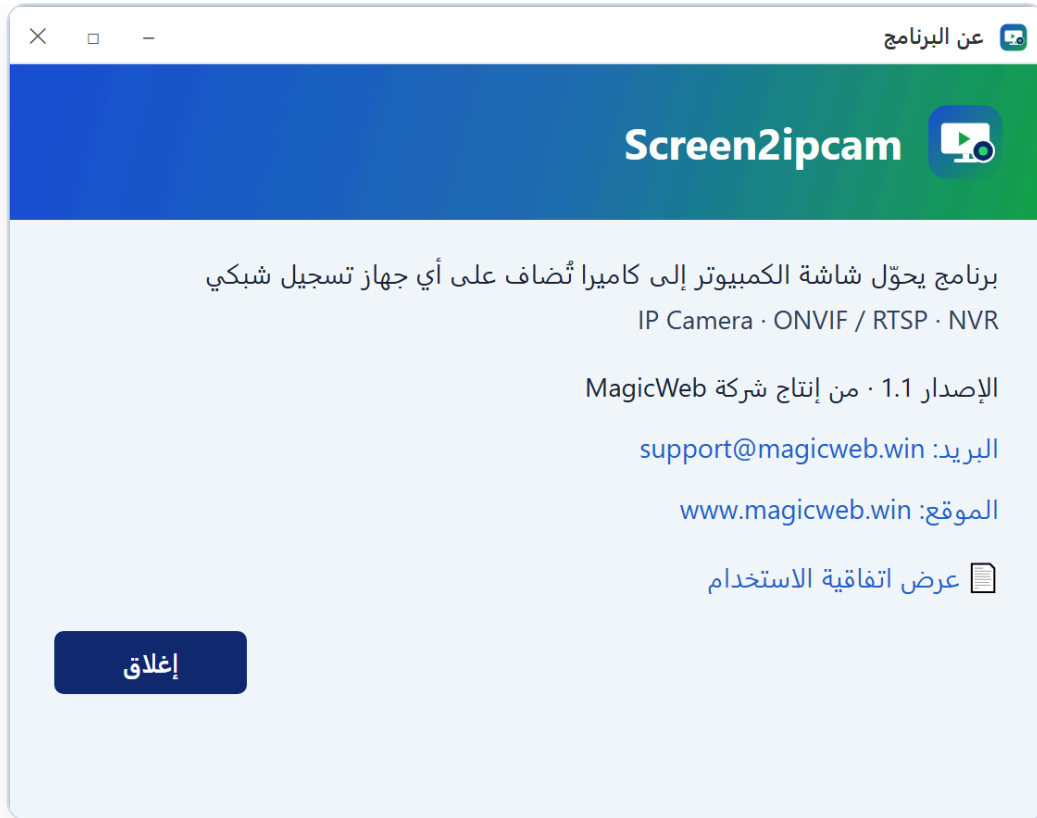 عن البرنامج
Screen2ipcam
برنامج يحوّل شاشة الكمبيوتر إلى كاميرا تُضاف على أي جهاز تسجيل شبكي
IP Camera · ONVIF / RTSP · NVR
الإصدار 1.1 · من إنتاج شركة MagicWeb
البريد: support@magicweb.win
الموقع: www.magicweb.win
عرض اتفاقية الاستخدام
إغلاق